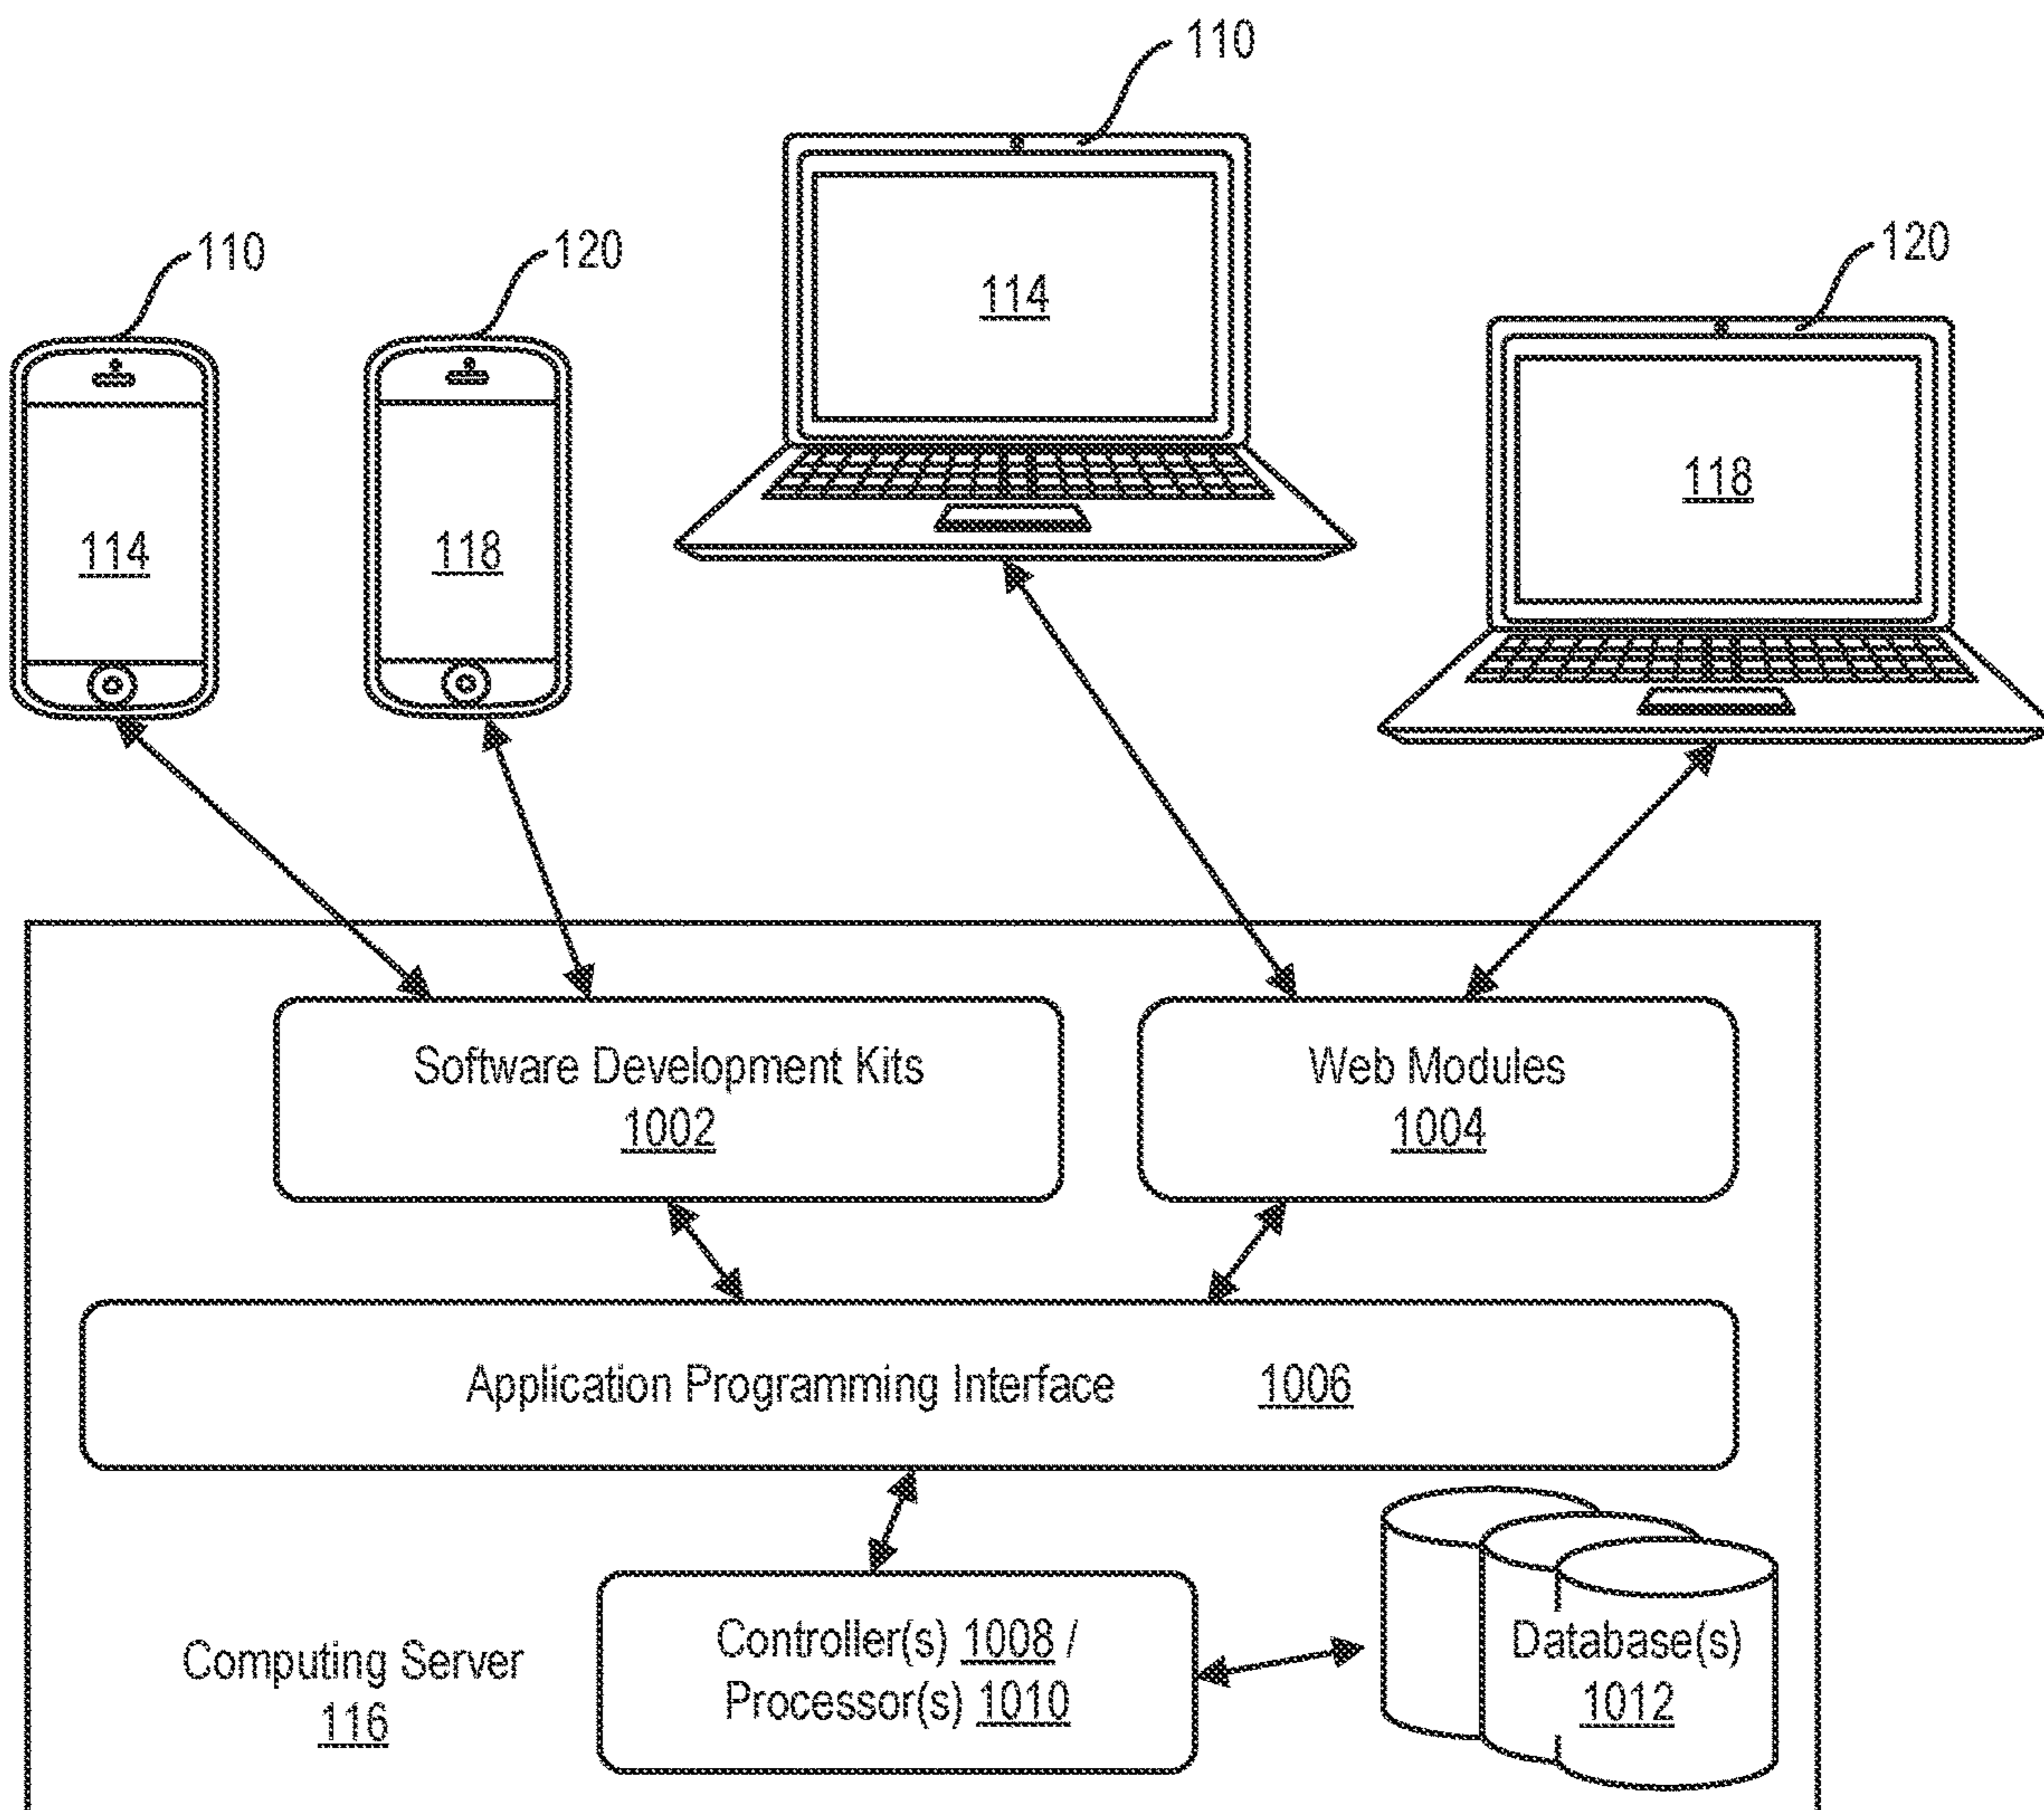 110
110
120
120
114
118
114
118
Software Development Kits
1002
Web Modules
1004
Application Programming Interface 1006
Computing Server
116
Controller(s) 1008 /
Processor(s) 1010
Database(s)
1012